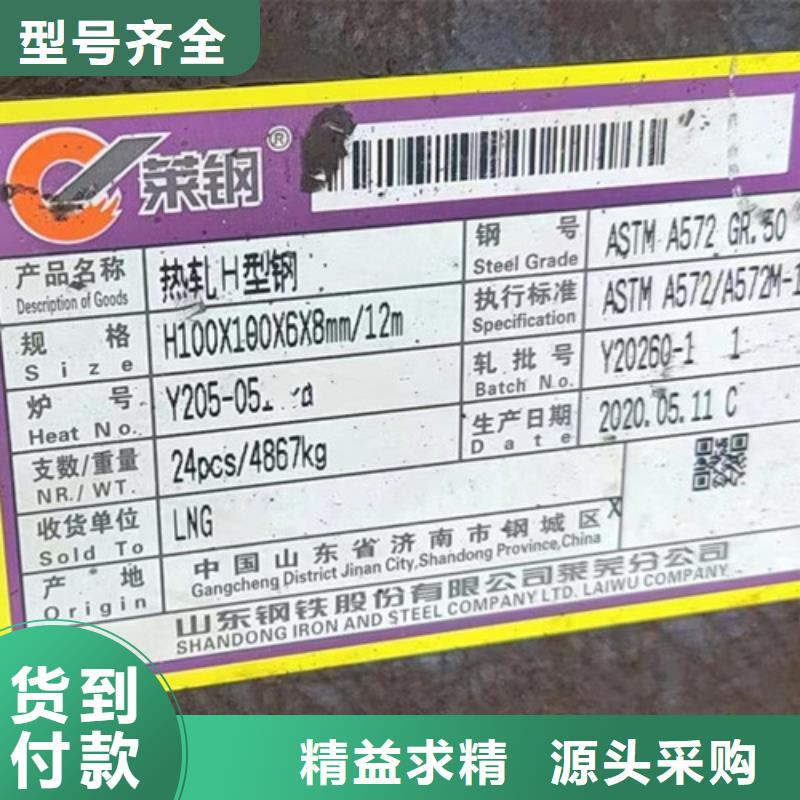 型号齐全
莱钢®
产品名称 热轧H型钢 钢号 ASTM A572 GR.50
Description of Goods Steel Grade
规格 H100X100X6X8mm/12m 执行标准 ASTM A572/A572M-1
Size Specification
炉号 Y205-05 轧批号 Y20260-1 1
Heat No. Batch No.
支数/重量 24pcs/4867kg 生产日期 2020.05.11 C
NR./WT. Date
收货单位 LNG X
Sold To
产地 中国山东省济南市钢城区
Origin Gangcheng District Jinan City,Shandong Province,China
山东钢铁股份有限公司莱芜分公司
SHANDONG IRON AND STEEL COMPANY LTD. LAIWU COMPANY
货到
付款
精益求精 源头采购